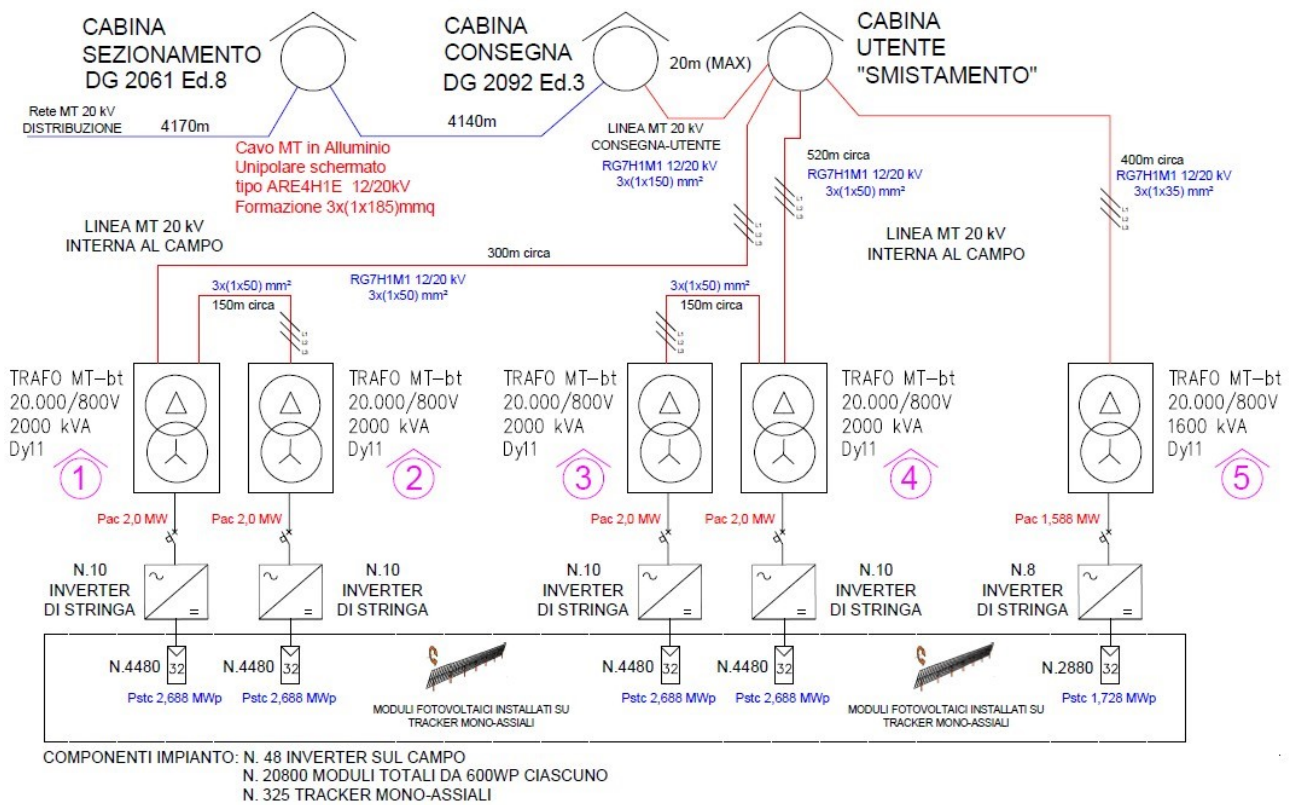 CABINA
SEZIONAMENTO
DG 2061 Ed.8
CABINA
CONSEGNA
DG 2092 Ed.3
20m (MAX)
CABINA
UTENTE
"SMISTAMENTO"
Rete MT 20 kV
DISTRIBUZIONE
4170m
4140m
Cavo MT in Alluminio
Unipolare schermato
tipo ARE4H1E 12/20kV
Formazione 3x(1x185)mmq
LINEA MT 20 kV
CONSEGNA-UTENTE
RG7H1M1 12/20 kV
3x(1x150) mm²
520m circa
RG7H1M1 12/20 kV
3x(1x50) mm²
400m circa
RG7H1M1 12/20 kV
3x(1x35) mm²
LINEA MT 20 kV
INTERNA AL CAMPO
LINEA MT 20 kV
INTERNA AL CAMPO
300m circa
RG7H1M1 12/20 kV
3x(1x50) mm²
3x(1x50) mm²
150m circa
3x(1x50) mm²
150m circa
TRAFO MT-bt
20.000/800V
2000 kVA
Dy11
1
TRAFO MT-bt
20.000/800V
2000 kVA
Dy11
2
TRAFO MT-bt
20.000/800V
2000 kVA
Dy11
3
TRAFO MT-bt
20.000/800V
2000 kVA
Dy11
4
TRAFO MT-bt
20.000/800V
1600 kVA
Dy11
5
Pac 2,0 MW
Pac 2,0 MW
Pac 2,0 MW
Pac 2,0 MW
Pac 1,588 MW
N.10
INVERTER
DI STRINGA
N.10
INVERTER
DI STRINGA
N.10
INVERTER
DI STRINGA
N.10
INVERTER
DI STRINGA
N.8
INVERTER
DI STRINGA
N.4480 32
N.4480 32
N.4480 32
N.4480 32
N.2880 32
Pstc 2,688 MWp
Pstc 2,688 MWp
Pstc 2,688 MWp
Pstc 2,688 MWp
Pstc 1,728 MWp
MODULI FOTOVOLTAICI INSTALLATI SU
TRACKER MONO-ASSIALI
MODULI FOTOVOLTAICI INSTALLATI SU
TRACKER MONO-ASSIALI
COMPONENTI IMPIANTO: N. 48 INVERTER SUL CAMPO
N. 20800 MODULI TOTALI DA 600WP CIASCUNO
N. 325 TRACKER MONO-ASSIALI